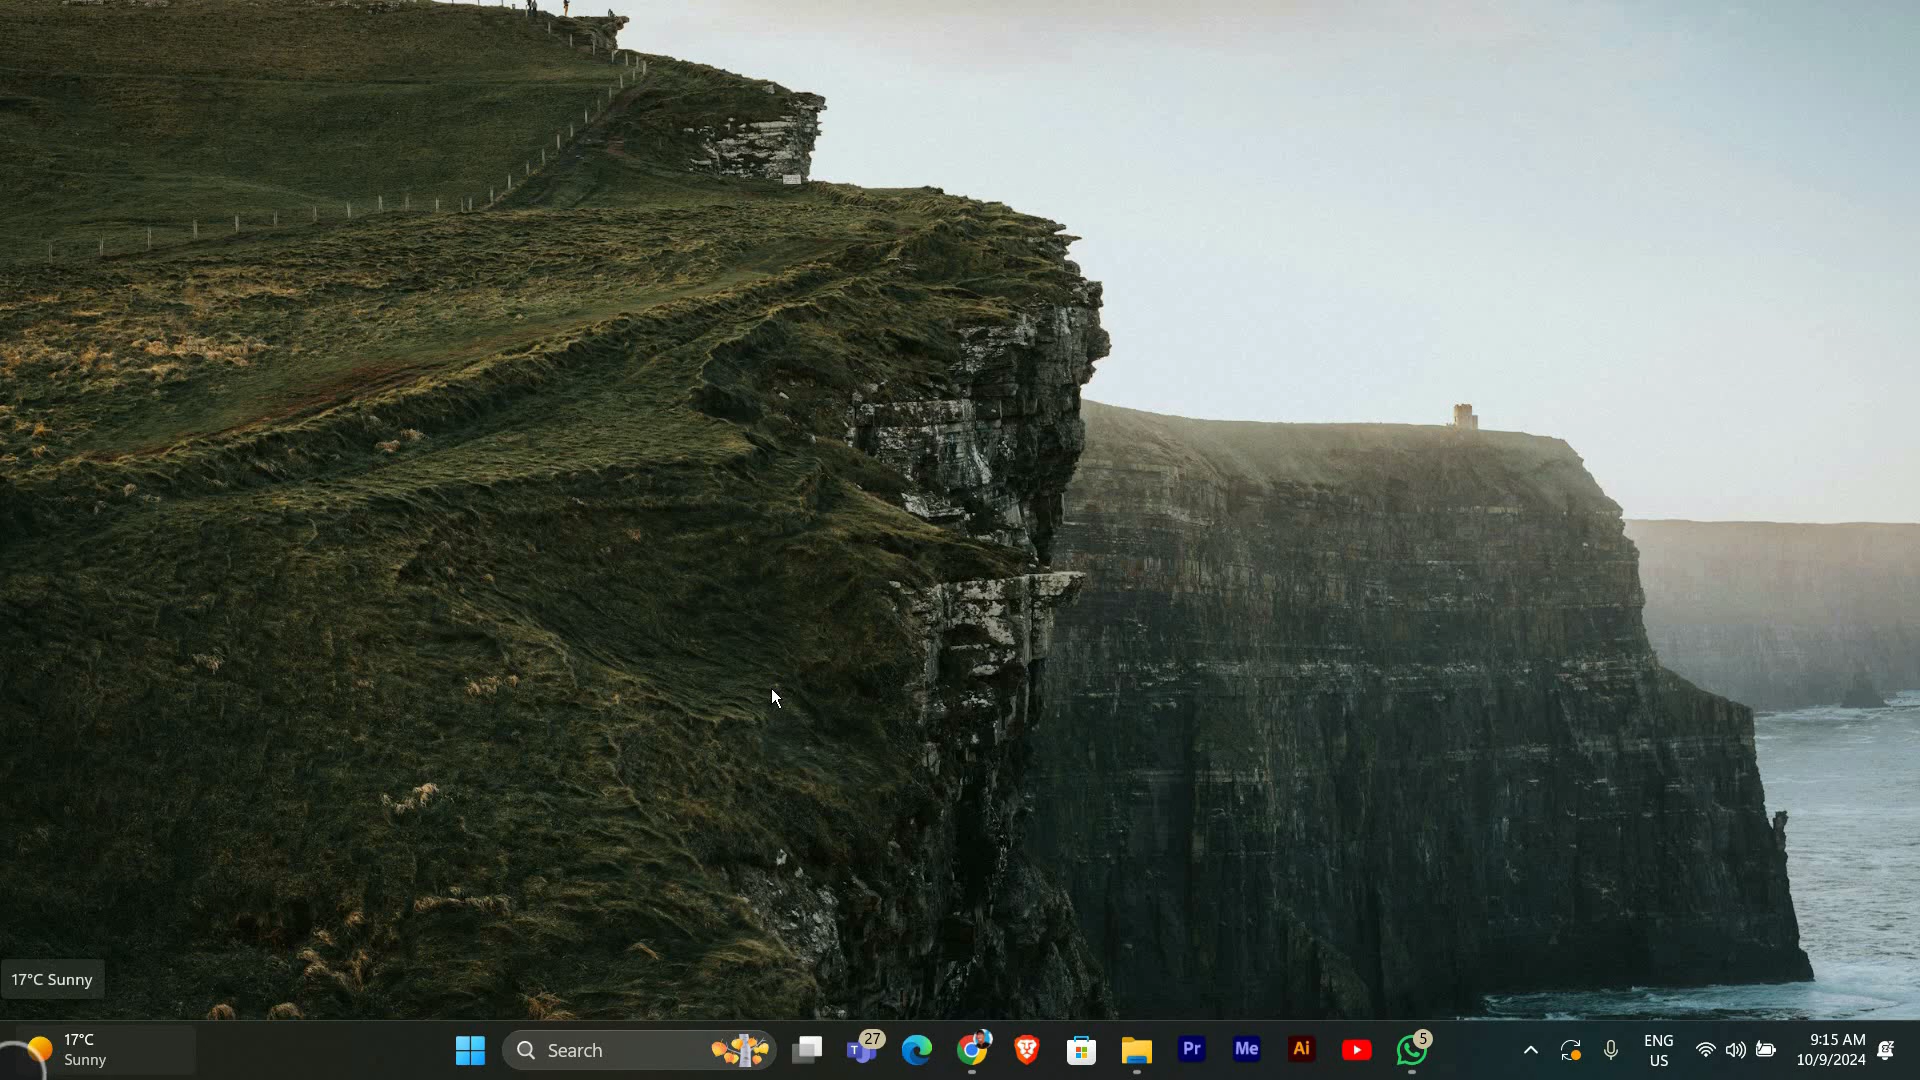 17°C Sunny
17°C
Sunny
Search
27
Pr
Me
Ai
5
ENG
US
9:15 AM
10/9/2024